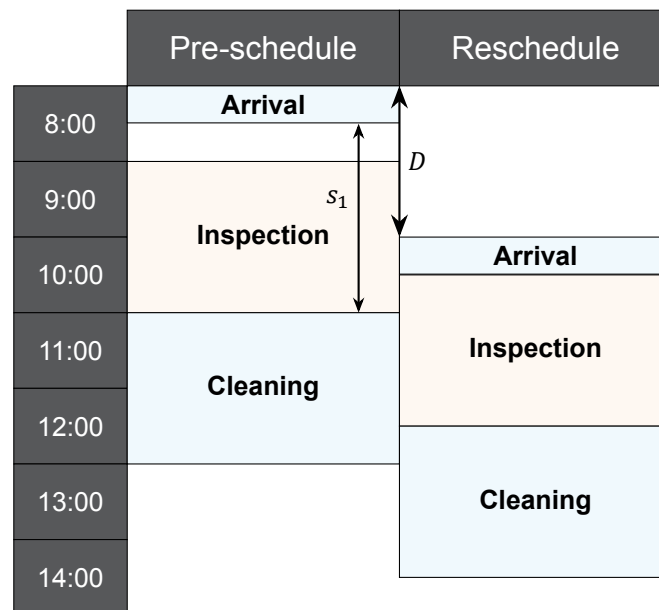 Pre-schedule Reschedule
8:00 Arrival
D
9:00
s₁
Inspection
10:00 Arrival
11:00 Inspection
Cleaning
12:00
13:00 Cleaning
14:00